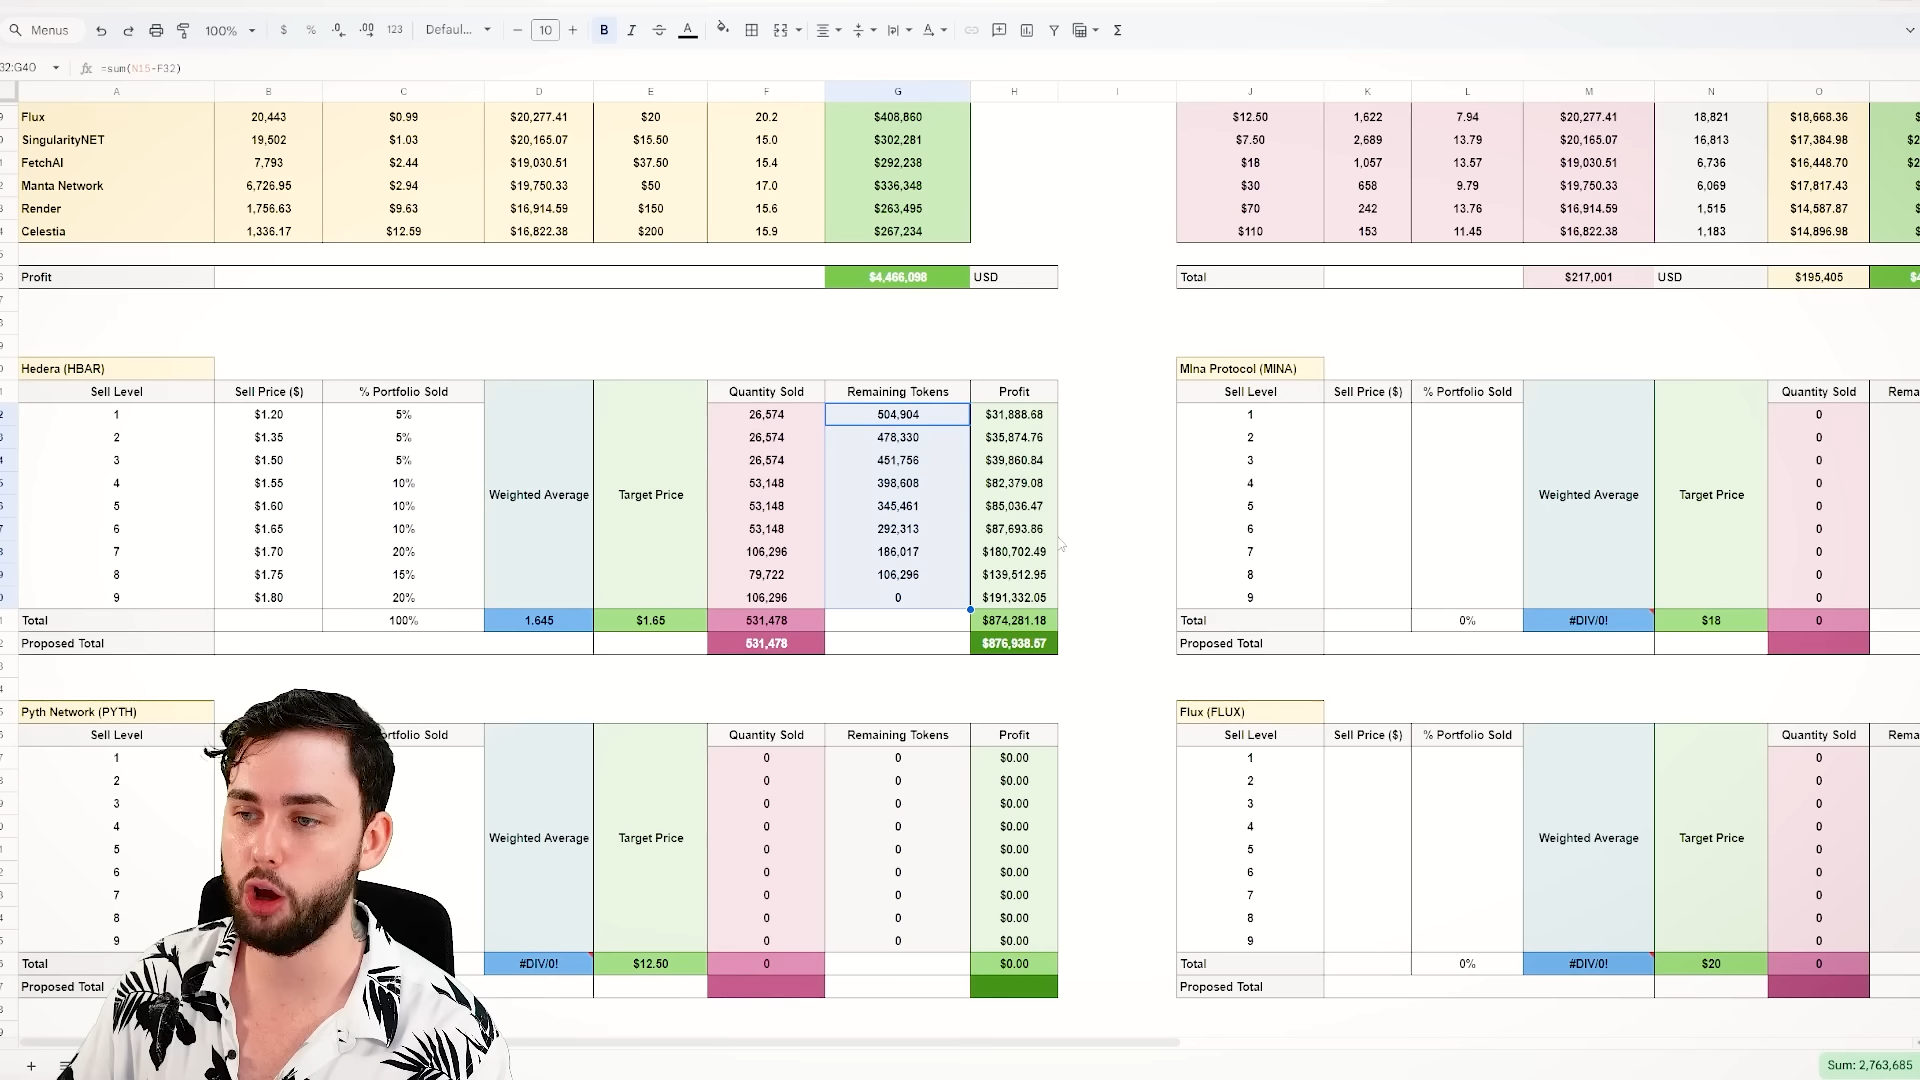 Menus 100% $ % .0 .00 123 Defaul... − 10 + B I A Σ
32:G40 fx =sum(N15-F32)
A B C D E F G H I J K L M N O
Flux 20,443 $0.99 $20,277.41 $20 20.2 $408,860 $12.50 1,622 7.94 $20,277.41 18,821 $18,668.36
SingularityNET 19,502 $1.03 $20,165.07 $15.50 15.0 $302,281 $7.50 2,689 13.79 $20,165.07 16,813 $17,384.98
FetchAI 7,793 $2.44 $19,030.51 $37.50 15.4 $292,238 $18 1,057 13.57 $19,030.51 6,736 $16,448.70
Manta Network 6,726.95 $2.94 $19,750.33 $50 17.0 $336,348 $30 658 9.79 $19,750.33 6,069 $17,817.43
Render 1,756.63 $9.63 $16,914.59 $150 15.6 $263,495 $70 242 13.76 $16,914.59 1,515 $14,587.87
Celestia 1,336.17 $12.59 $16,822.38 $200 15.9 $267,234 $110 153 11.45 $16,822.38 1,183 $14,896.98
Profit $4,466,098 USD Total $217,001 USD $195,405
Hedera (HBAR) MIna Protocol (MINA)
Sell Level Sell Price ($) % Portfolio Sold Quantity Sold Remaining Tokens Profit Sell Level Sell Price ($) % Portfolio Sold Quantity Sold Rema
1 $1.20 5% 26,574 504,904 $31,888.68 1 0
2 $1.35 5% 26,574 478,330 $35,874.76 2 0
3 $1.50 5% 26,574 451,756 $39,860.84 3 0
4 $1.55 10% 53,148 398,608 $82,379.08 4 0
Weighted Average Target Price Weighted Average Target Price
5 $1.60 10% 53,148 345,461 $85,036.47 5 0
6 $1.65 10% 53,148 292,313 $87,693.86 6 0
7 $1.70 20% 106,296 186,017 $180,702.49 7 0
8 $1.75 15% 79,722 106,296 $139,512.95 8 0
9 $1.80 20% 106,296 0 $191,332.05 9 0
Total 100% 1.645 $1.65 531,478 $874,281.18 Total 0% #DIV/0! $18 0
Proposed Total 531,478 $876,938.57 Proposed Total
Pyth Network (PYTH) Flux (FLUX)
Sell Level ortfolio Sold Quantity Sold Remaining Tokens Profit Sell Level Sell Price ($) % Portfolio Sold Quantity Sold Rema
1 0 0 $0.00 1 0
2 0 0 $0.00 2 0
3 0 0 $0.00 3 0
4 0 0 $0.00 4 0
Weighted Average Target Price Weighted Average Target Price
5 0 0 $0.00 5 0
6 0 0 $0.00 6 0
7 0 0 $0.00 7 0
8 0 0 $0.00 8 0
9 0 0 $0.00 9 0
Total #DIV/0! $12.50 0 $0.00 Total 0% #DIV/0! $20 0
Proposed Total Proposed Total
+ Sum: 2,763,685